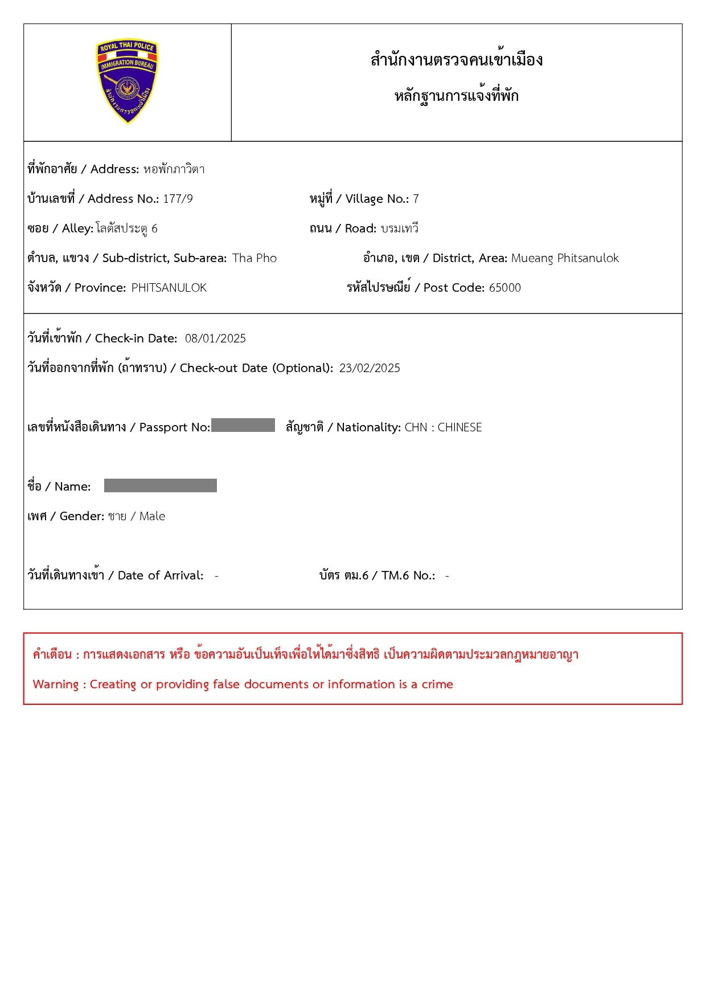 ROYAL THAI POLICE
IMMIGRATION BUREAU
สำนักงานตรวจคนเข้าเมือง
สำนักงานตรวจคนเข้าเมือง
หลักฐานการแจ้งที่พัก
ที่พักอาศัย / Address: หอพักภาวิตา
บ้านเลขที่ / Address No.: 177/9 หมู่ที่ / Village No.: 7
ซอย / Alley: โลตัสประตู 6 ถนน / Road: บรมเทวี
ตำบล, แขวง / Sub-district, Sub-area: Tha Pho อำเภอ, เขต / District, Area: Mueang Phitsanulok
จังหวัด / Province: PHITSANULOK รหัสไปรษณีย์ / Post Code: 65000
วันที่เข้าพัก / Check-in Date: 08/01/2025
วันที่ออกจากที่พัก (ถ้าทราบ) / Check-out Date (Optional): 23/02/2025
เลขที่หนังสือเดินทาง / Passport No: สัญชาติ / Nationality: CHN : CHINESE
ชื่อ / Name:
เพศ / Gender: ชาย / Male
วันที่เดินทางเข้า / Date of Arrival: - บัตร ตม.6 / TM.6 No.: -
คำเตือน : การแสดงเอกสาร หรือ ข้อความอันเป็นเท็จเพื่อให้ได้มาซึ่งสิทธิ เป็นความผิดตามประมวลกฎหมายอาญา
Warning : Creating or providing false documents or information is a crime